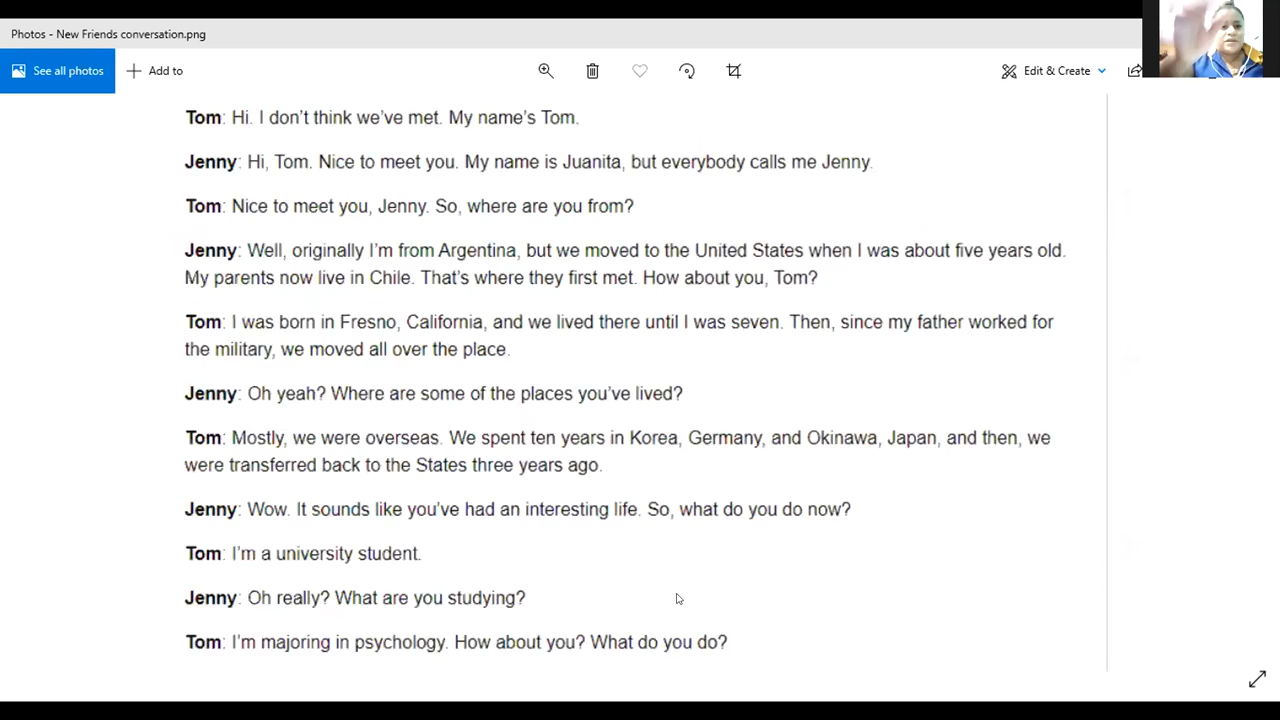 Photos - New Friends conversation.png
See all photos
Add to
Edit & Create
Tom: Hi. I don't think we've met. My name's Tom.
Jenny: Hi, Tom. Nice to meet you. My name is Juanita, but everybody calls me Jenny.
Tom: Nice to meet you, Jenny. So, where are you from?
Jenny: Well, originally I'm from Argentina, but we moved to the United States when I was about five years old.
My parents now live in Chile. That's where they first met. How about you, Tom?
Tom: I was born in Fresno, California, and we lived there until I was seven. Then, since my father worked for
the military, we moved all over the place.
Jenny: Oh yeah? Where are some of the places you've lived?
Tom: Mostly, we were overseas. We spent ten years in Korea, Germany, and Okinawa, Japan, and then, we
were transferred back to the States three years ago.
Jenny: Wow. It sounds like you've had an interesting life. So, what do you do now?
Tom: I'm a university student.
Jenny: Oh really? What are you studying?
Tom: I'm majoring in psychology. How about you? What do you do?